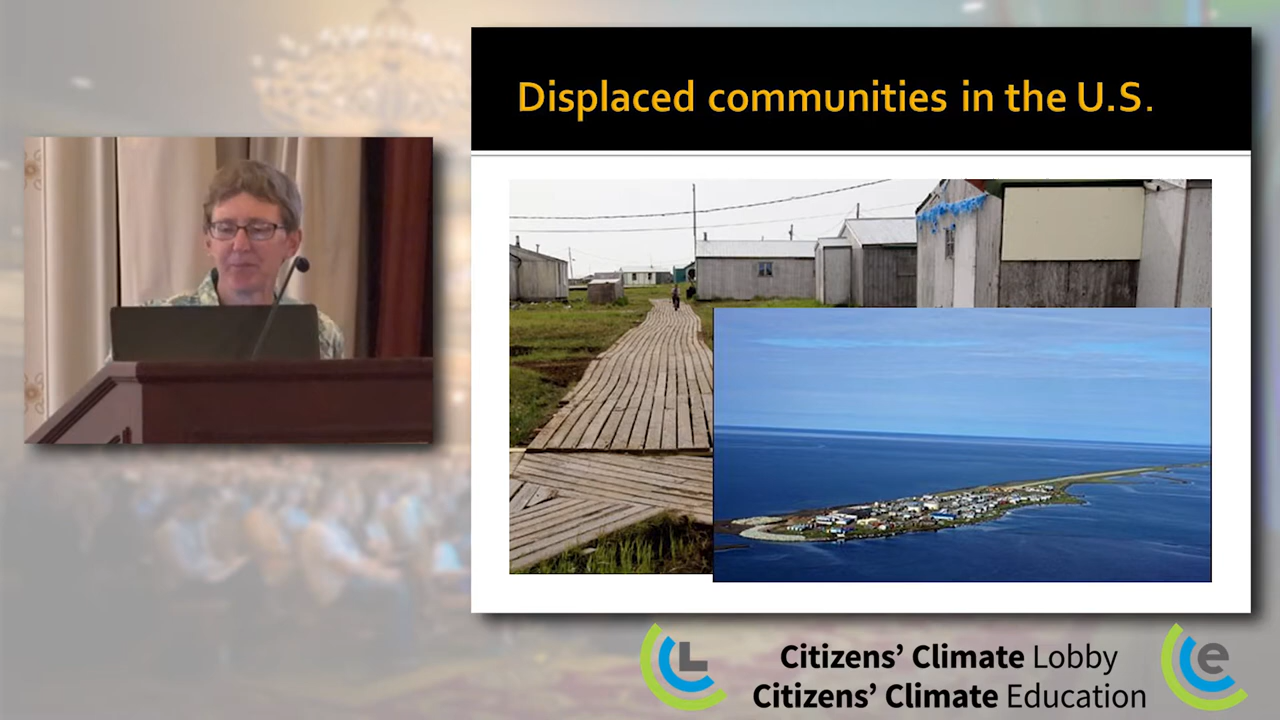 Displaced communities in the U.S.
L
Citizens' Climate Lobby
Citizens' Climate Education
e